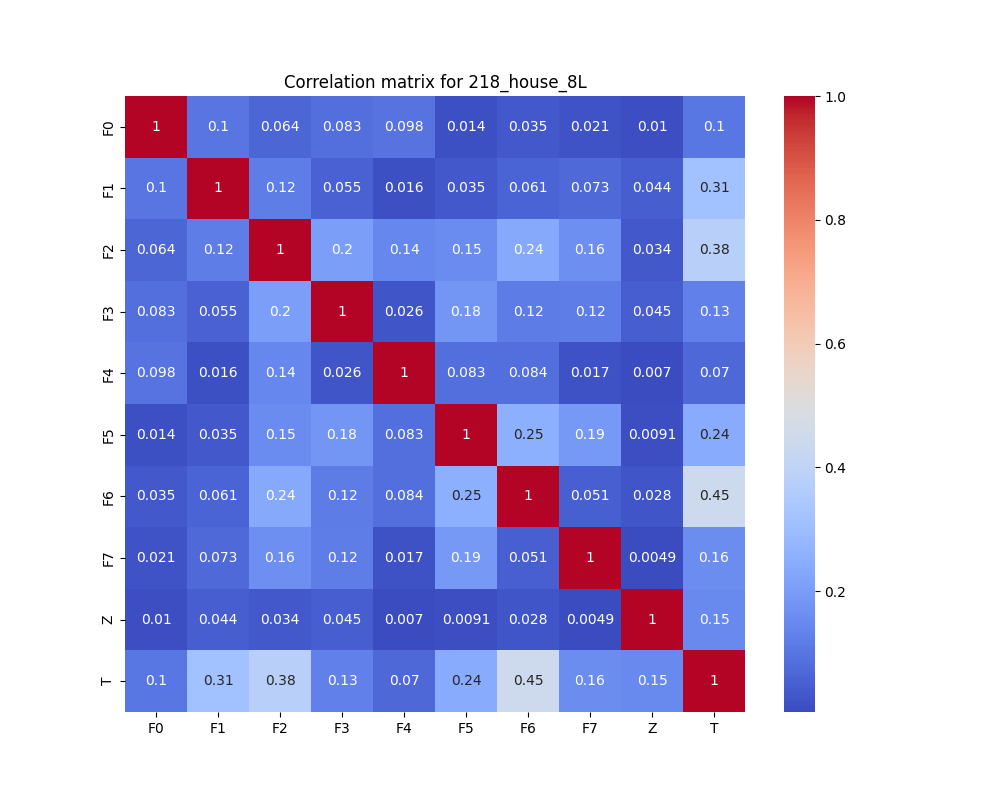 Correlation matrix for 218_house_8L
F0 1 0.1 0.064 0.083 0.098 0.014 0.035 0.021 0.01 0.1
F1 0.1 1 0.12 0.055 0.016 0.035 0.061 0.073 0.044 0.31
F2 0.064 0.12 1 0.2 0.14 0.15 0.24 0.16 0.034 0.38
F3 0.083 0.055 0.2 1 0.026 0.18 0.12 0.12 0.045 0.13
F4 0.098 0.016 0.14 0.026 1 0.083 0.084 0.017 0.007 0.07
F5 0.014 0.035 0.15 0.18 0.083 1 0.25 0.19 0.0091 0.24
F6 0.035 0.061 0.24 0.12 0.084 0.25 1 0.051 0.028 0.45
F7 0.021 0.073 0.16 0.12 0.017 0.19 0.051 1 0.0049 0.16
Z 0.01 0.044 0.034 0.045 0.007 0.0091 0.028 0.0049 1 0.15
T 0.1 0.31 0.38 0.13 0.07 0.24 0.45 0.16 0.15 1
F0 F1 F2 F3 F4 F5 F6 F7 Z T
1.0
0.8
0.6
0.4
0.2